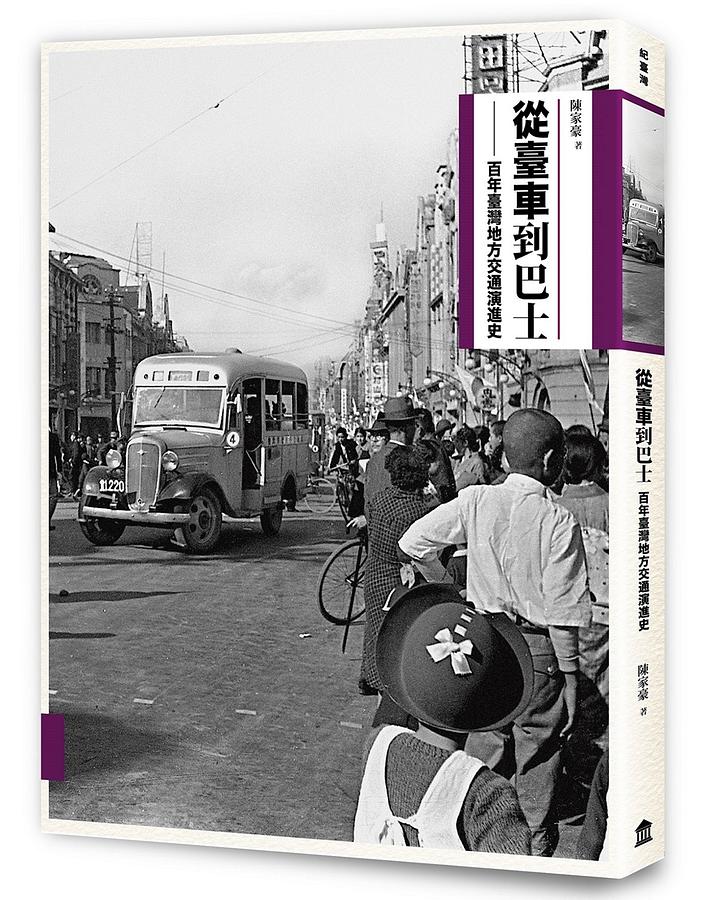 從臺車到巴士
——百年臺灣地方交通演進史
陳家豪 著
11220
4
田
紀臺灣
從臺車到巴士 百年臺灣地方交通演進史
陳家豪 著